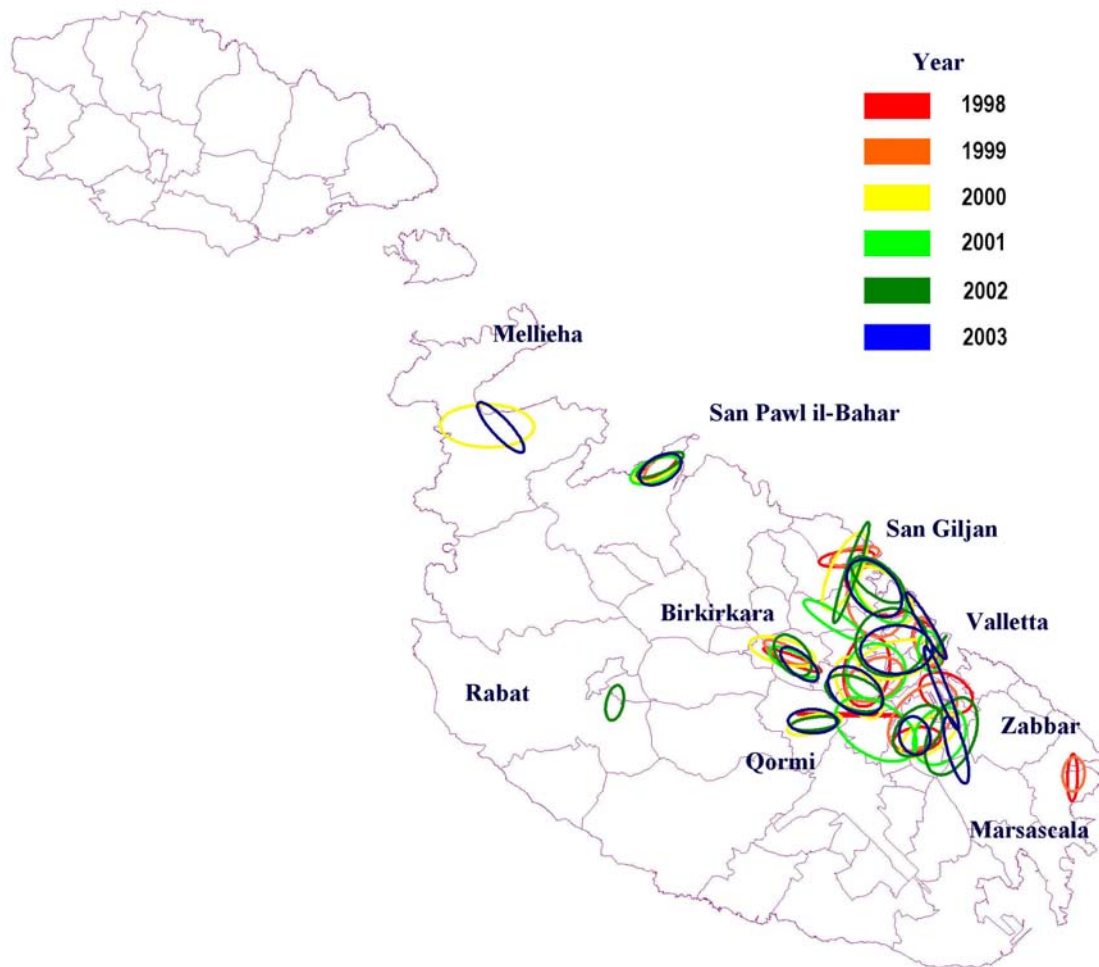 Year
1998
1999
2000
2001
2002
2003
Mellieha
San Pawl il-Bahar
San Giljan
Birkirkara
Valletta
Rabat
Zabbar
Qormi
Marsascala